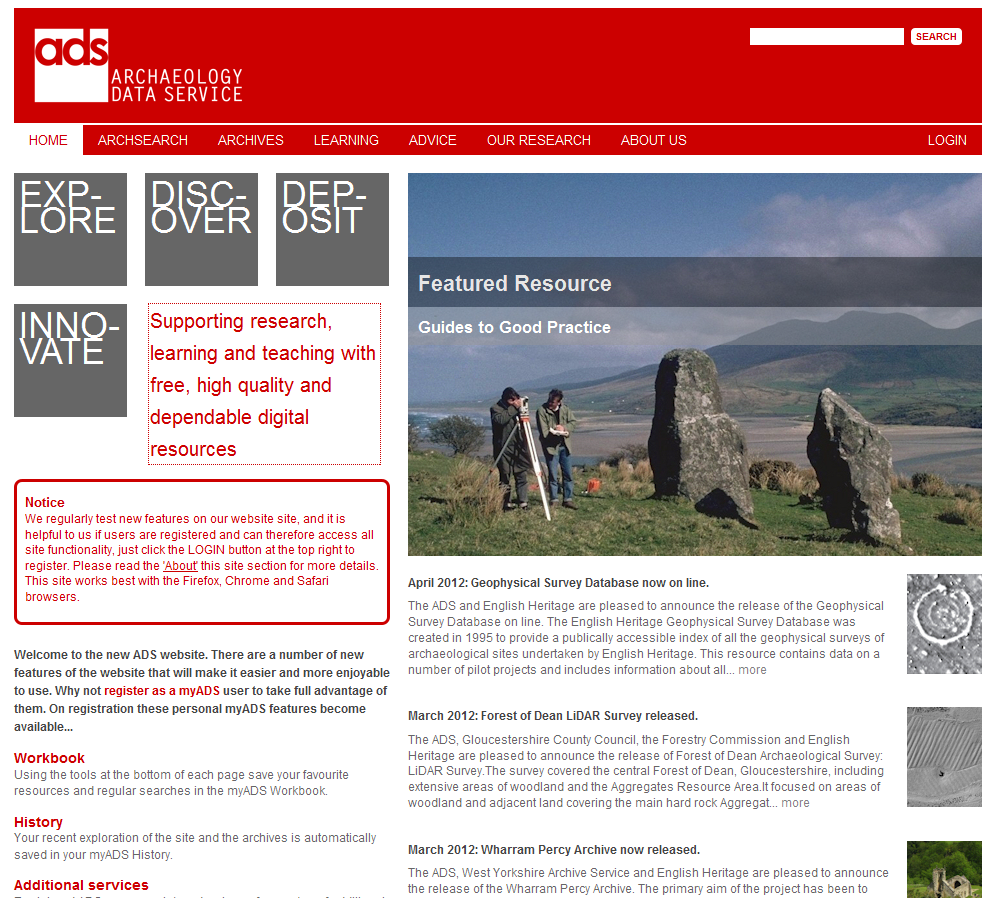 ads
ARCHAEOLOGY
DATA SERVICE
SEARCH
HOME
ARCHSEARCH
ARCHIVES
LEARNING
ADVICE
OUR RESEARCH
ABOUT US
LOGIN
EXP-
LORE
DISC-
OVER
DEP-
OSIT
INNO-
VATE
Supporting research,
learning and teaching with
free, high quality and
dependable digital
resources
Notice
We regularly test new features on our website site, and it is
helpful to us if users are registered and can therefore access all
site functionality, just click the LOGIN button at the top right to
register. Please read the 'About' this site section for more details.
This site works best with the Firefox, Chrome and Safari
browsers.
Welcome to the new ADS website. There are a number of new
features of the website that will make it easier and more enjoyable
to use. Why not register as a myADS user to take full advantage of
them. On registration these personal myADS features become
available...
Workbook
Using the tools at the bottom of each page save your favourite
resources and regular searches in the myADS Workbook.
History
Your recent exploration of the site and the archives is automatically
saved in your myADS History.
Additional services
Featured Resource
Guides to Good Practice
April 2012: Geophysical Survey Database now on line.
The ADS and English Heritage are pleased to announce the release of the Geophysical
Survey Database on line. The English Heritage Geophysical Survey Database was
created in 1995 to provide a publically accessible index of all the geophysical surveys of
archaeological sites undertaken by English Heritage. This resource contains data on a
number of pilot projects and includes information about all... more
March 2012: Forest of Dean LiDAR Survey released.
The ADS, Gloucestershire County Council, the Forestry Commission and English
Heritage are pleased to announce the release of Forest of Dean Archaeological Survey:
LiDAR Survey.The survey covered the central Forest of Dean, Gloucestershire, including
extensive areas of woodland and the Aggregates Resource Area.It focused on areas of
woodland and adjacent land covering the main hard rock Aggregat... more
March 2012: Wharram Percy Archive now released.
The ADS, West Yorkshire Archive Service and English Heritage are pleased to announce
the release of the Wharram Percy Archive. The primary aim of the project has been to